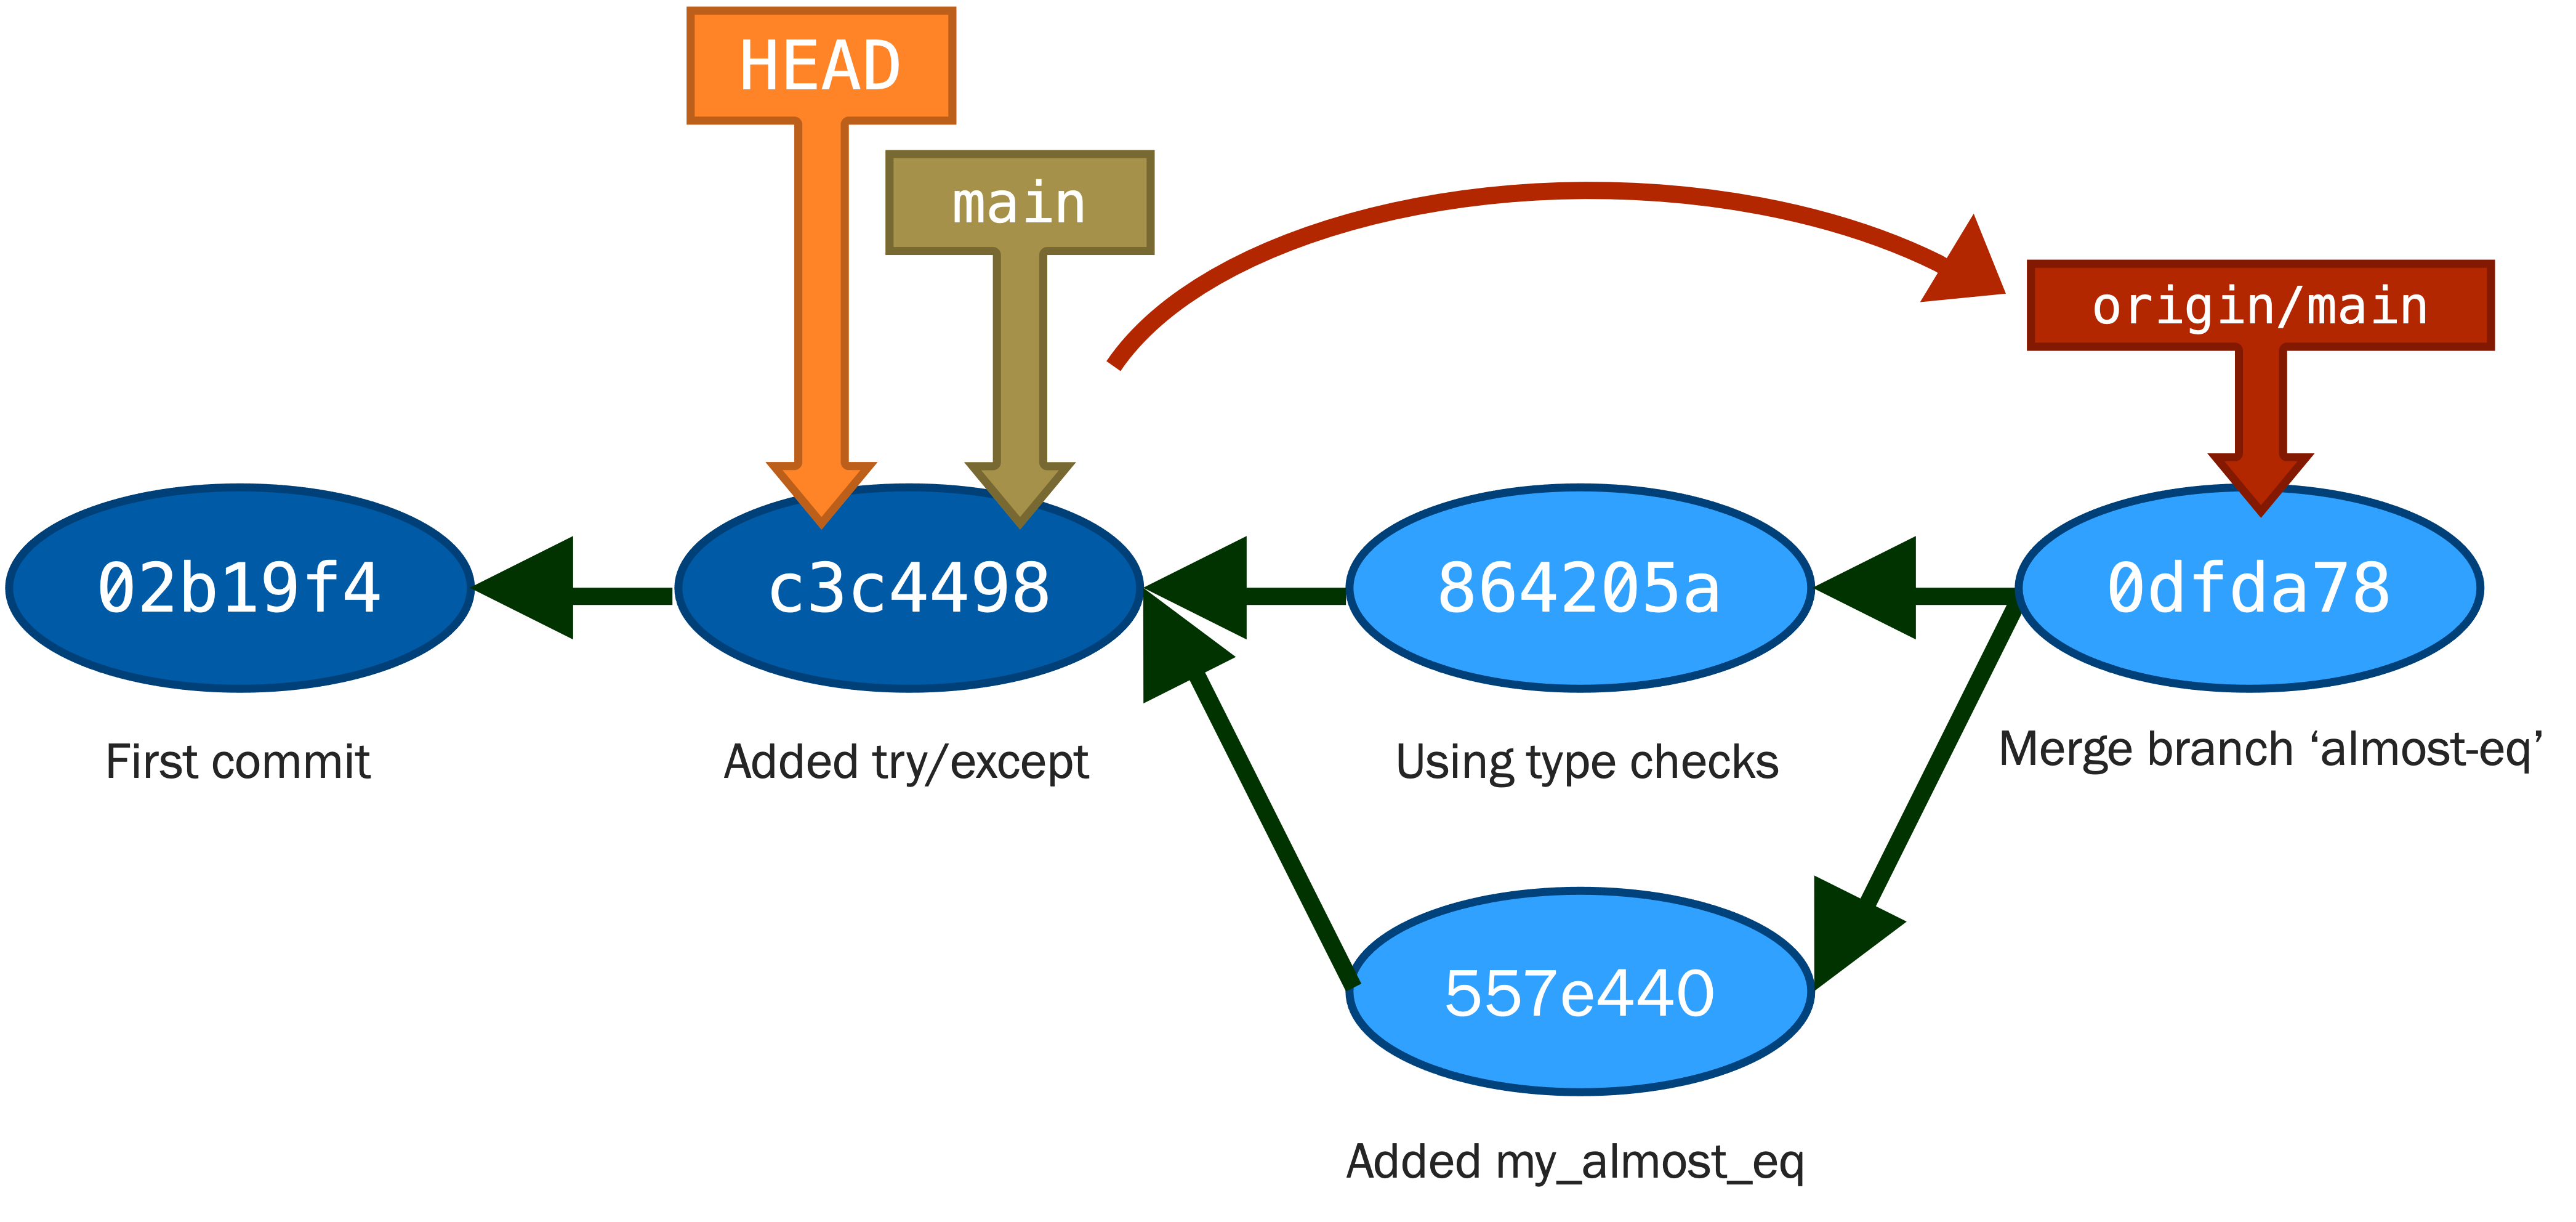 HEAD
main
origin/main
02b19f4
c3c4498
864205a
0dfda78
First commit
Added try/except
Using type checks
Merge branch ‘almost-eq’
557e440
Added my_almost_eq